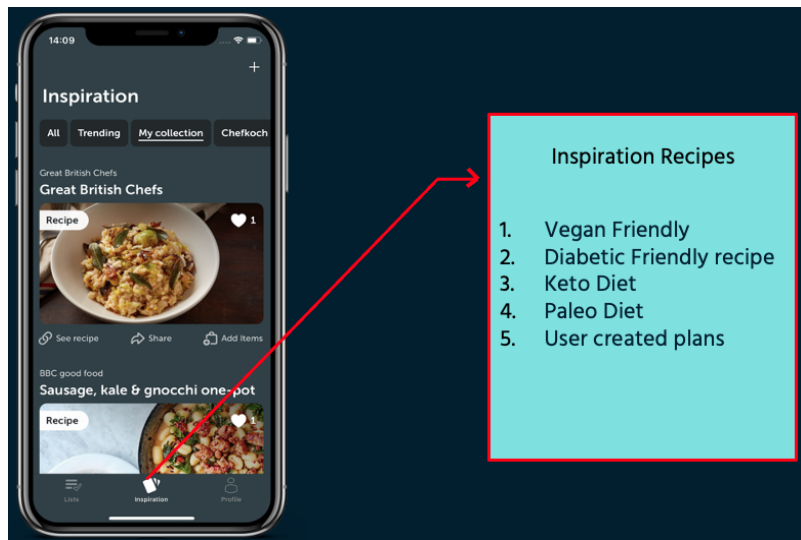 14:09
+
Inspiration
All Trending My collection Chefkoch
Great British Chefs
Great British Chefs
Recipe 1
See recipe Share Add Items
BBC good food
Sausage, kale & gnocchi one-pot
Recipe 1
Lists Inspiration Profile
Inspiration Recipes
1. Vegan Friendly
2. Diabetic Friendly recipe
3. Keto Diet
4. Paleo Diet
5. User created plans